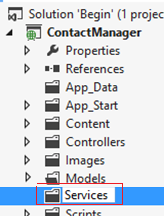 Solution 'Begin' (1 projec
ContactManager
Properties
References
App_Data
App_Start
Content
Controllers
Images
Models
Services
Scripts